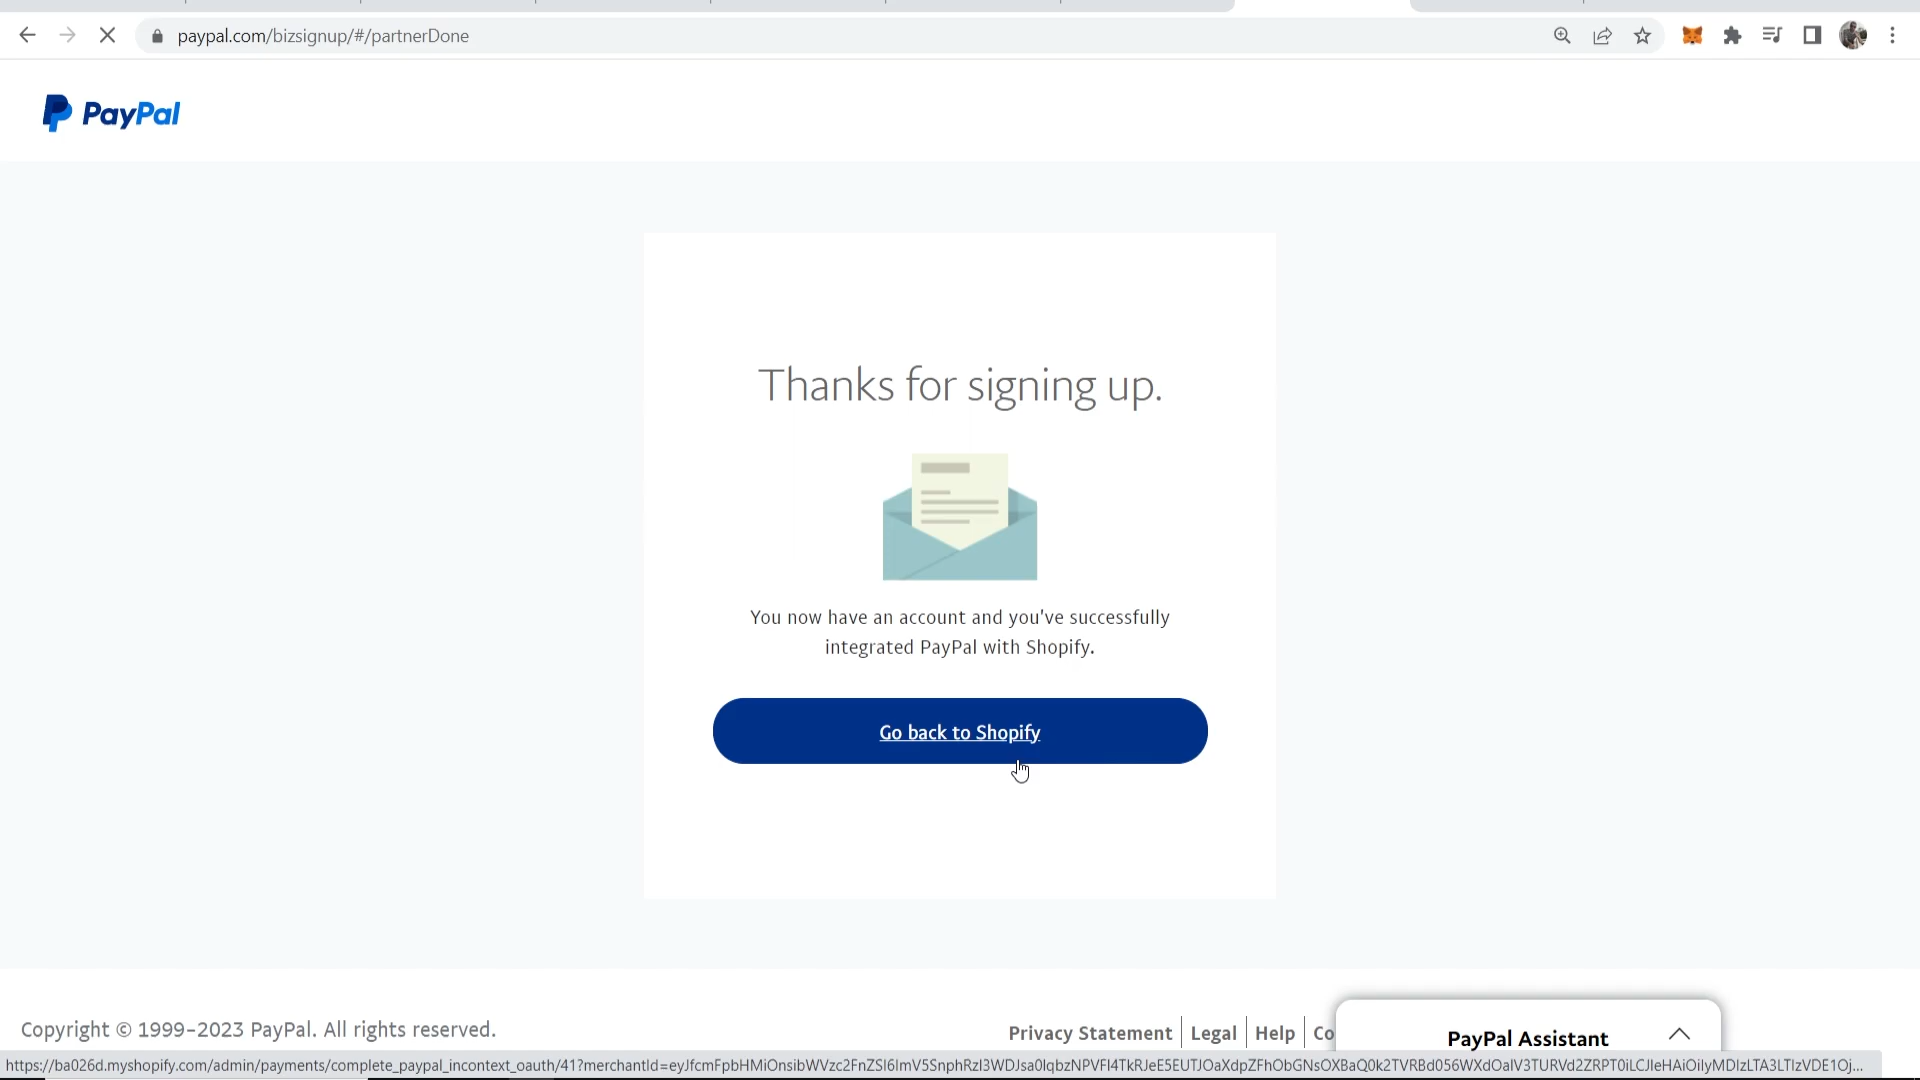 paypal.com/bizsignup/#/partnerDone
PayPal
Thanks for signing up.
You now have an account and you've successfully
integrated PayPal with Shopify.
Go back to Shopify
Copyright © 1999-2023 PayPal. All rights reserved.
Privacy Statement
Legal
Help
Co
PayPal Assistant